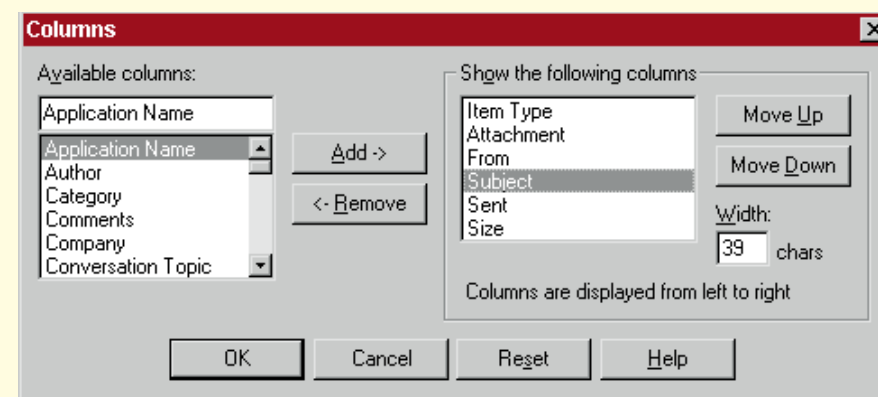 Columns
Available columns:
Application Name
Application Name
Author
Category
Comments
Company
Conversation Topic
Add ->
<- Remove
Show the following columns
Item Type
Attachment
From
Subject
Sent
Size
Move Up
Move Down
Width:
39 chars
Columns are displayed from left to right
OK Cancel Reset Help